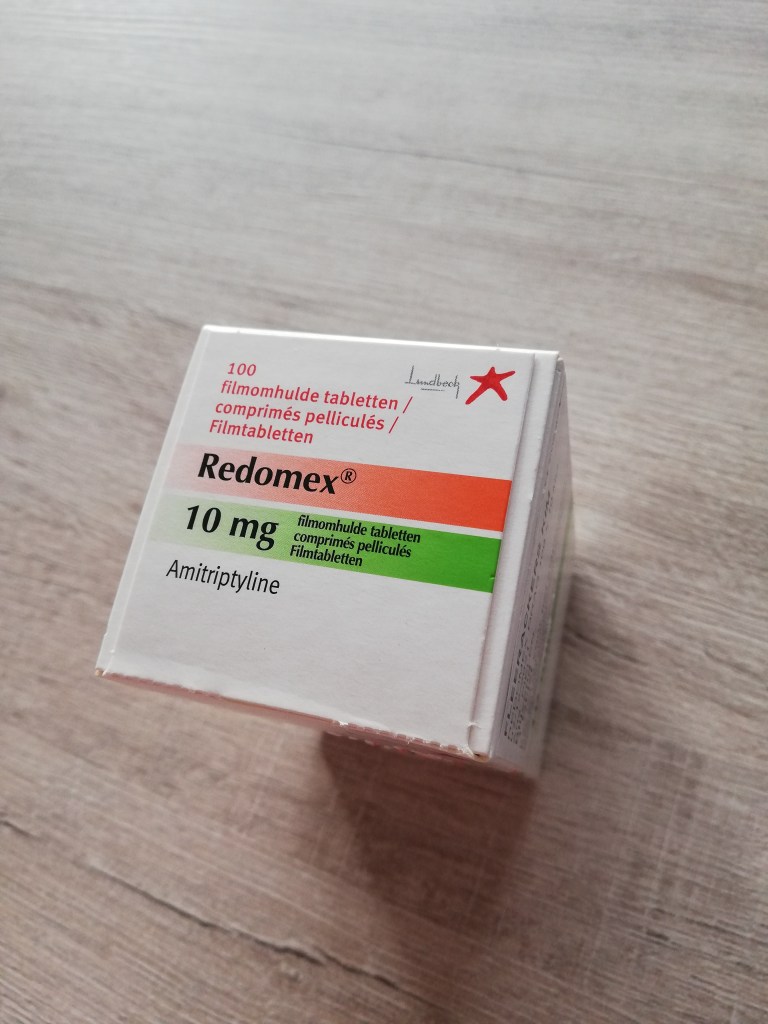 100
filmomhulde tabletten /
comprimés pelliculés /
Filmtabletten
Lundbeck
Redomex®
10 mg
filmomhulde tabletten
comprimés pelliculés
Filmtabletten
Amitriptyline